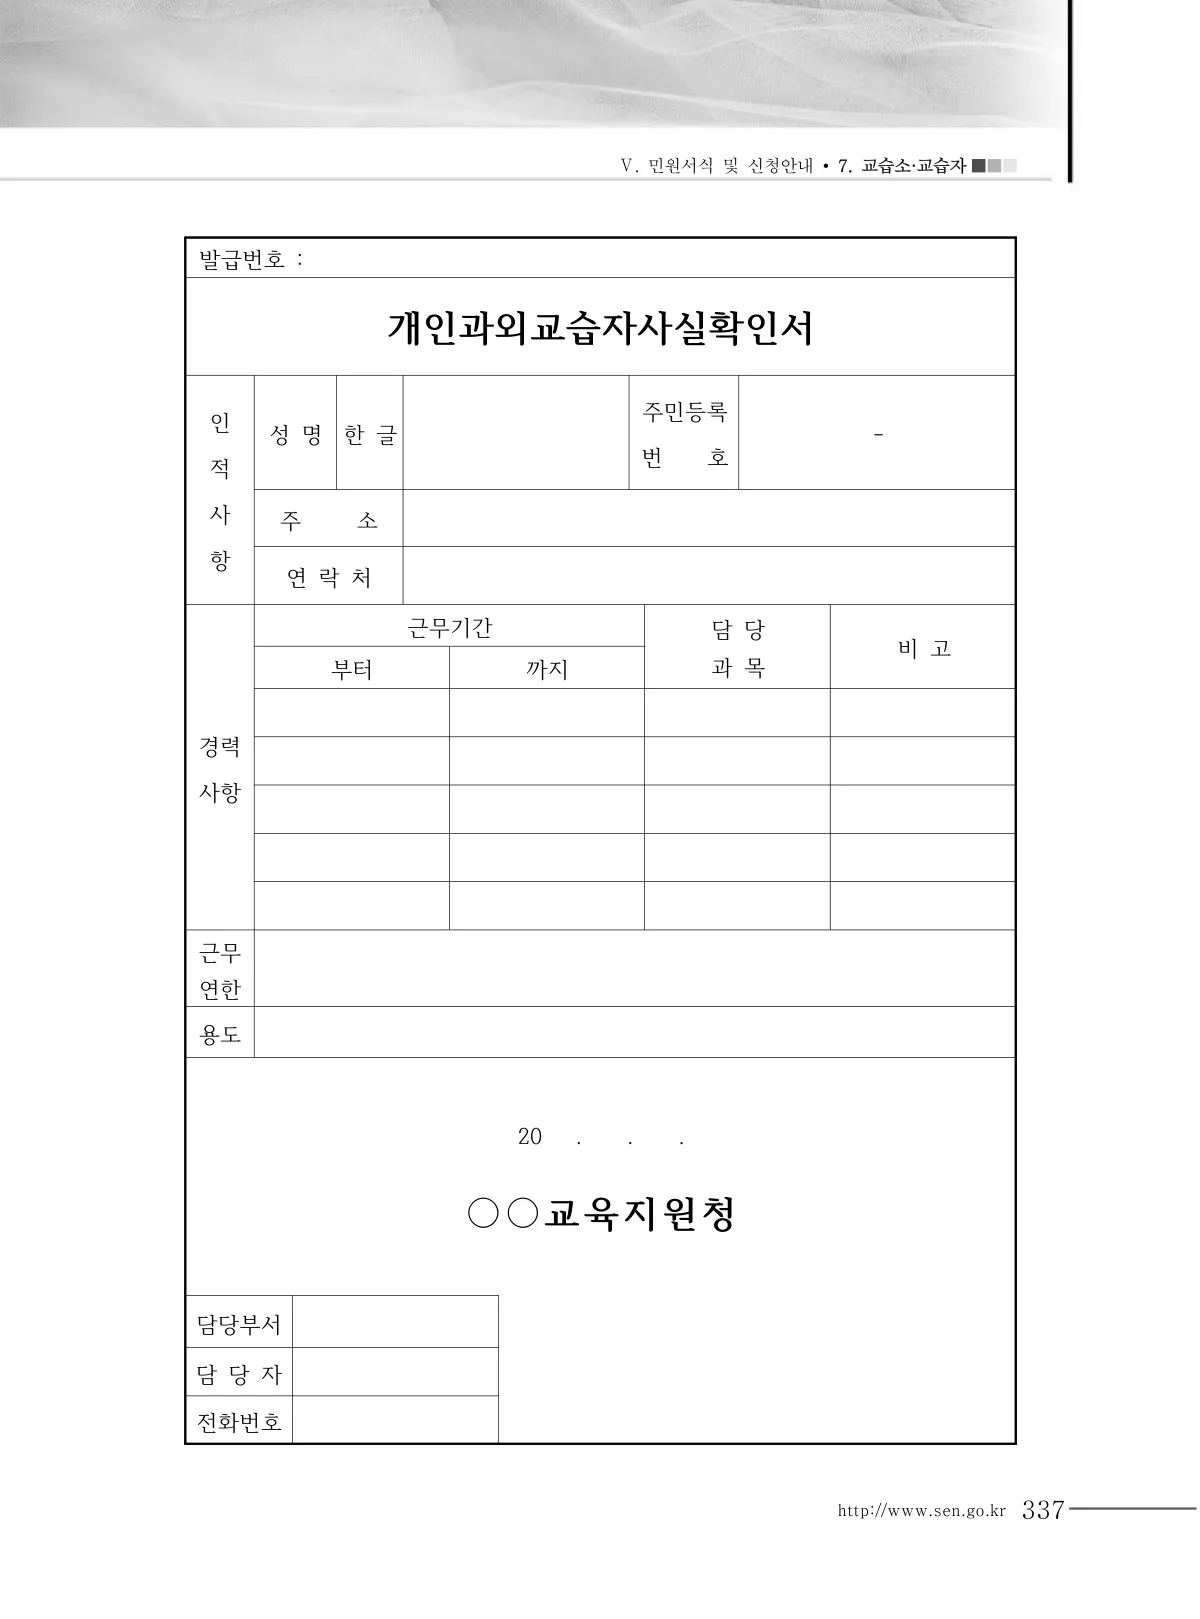 V. 민원서식 및 신청안내 • 7. 교습소·교습자
발급번호 :
개인과외교습자사실확인서
인
적
사
항
성 명
한 글
주민등록
번 호
-
주 소
연 락 처
경력
사항
근무기간
담 당
과 목
비 고
부터
까지
근무
연한
용도
20 . . .
○○교육지원청
담당부서
담 당 자
전화번호
http://www.sen.go.kr 337